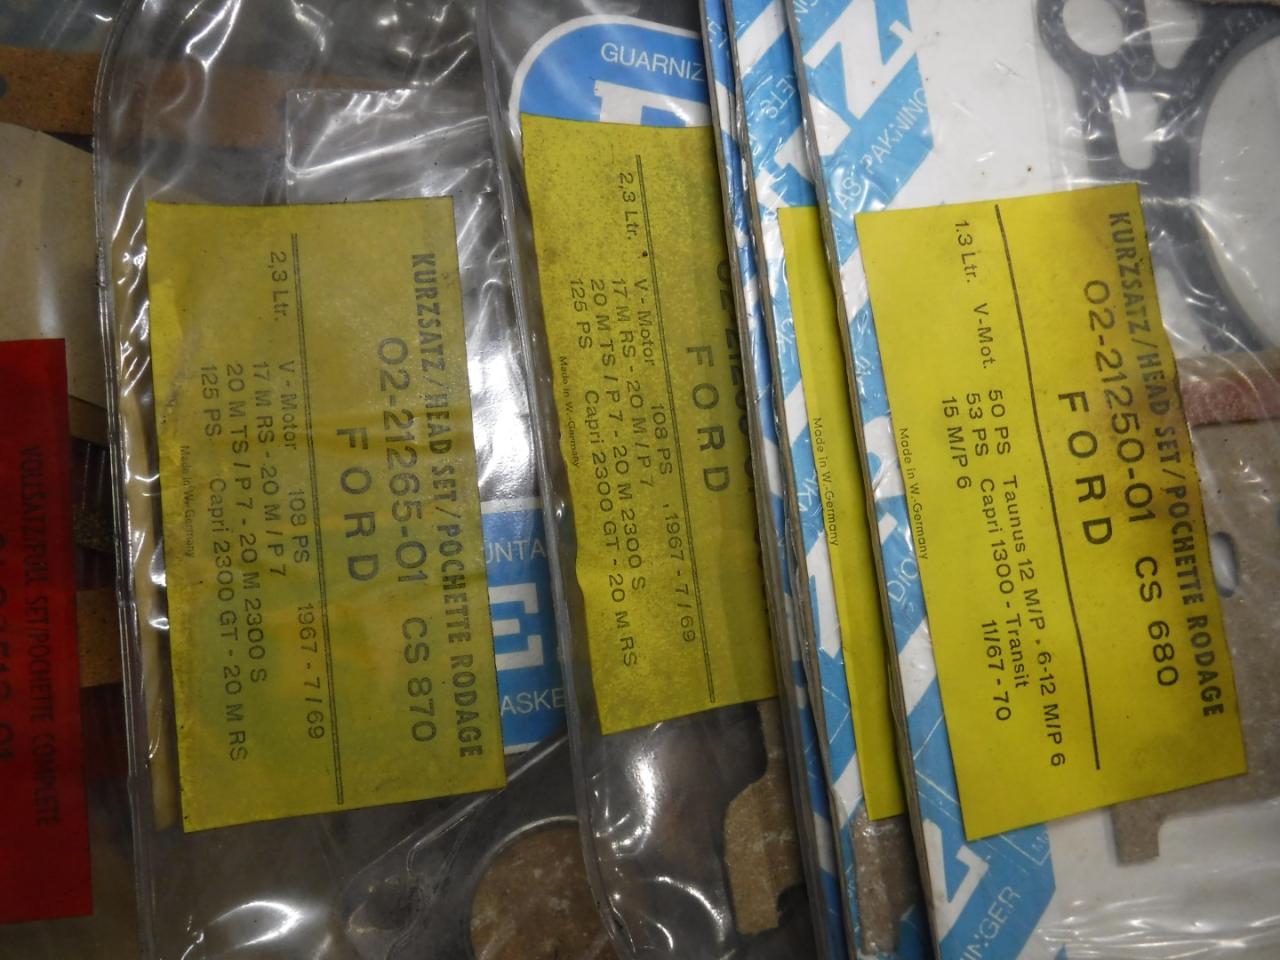 KURZSATZ/HEAD SET/POCHETTE RODAGE
02-21265-01 CS 870
FORD
2,3 Ltr. V-Motor 108 PS 1967 - 7/69
17 M RS - 20 M / P 7
20 M TS / P 7 - 20 M 2300 S
125 PS Capri 2300 GT - 20 M RS
Made in W.-Germany
GUARNIZ
FORD
2,3 Ltr. V-Motor 108 PS 1967 - 7/69
17 M RS - 20 M / P 7
20 M TS / P 7 - 20 M 2300 S
125 PS Capri 2300 GT - 20 M RS
Made in W.-Germany
Made in W.-Germany
KURZSATZ/HEAD SET/POCHETTE RODAGE
02-21250-01 CS 680
FORD
1.3 Ltr. V-Mot. 50 PS Taunus 12 M/P - 6-12 M/P 6
53 PS Capri 1300 - Transit
15 M/P 6 11/67 - 70
Made in W.-Germany
VOLLSATZ/FULL SET/POCHETTE COMPLETE
UNTA
E
ASKE
PAKNING
INGER